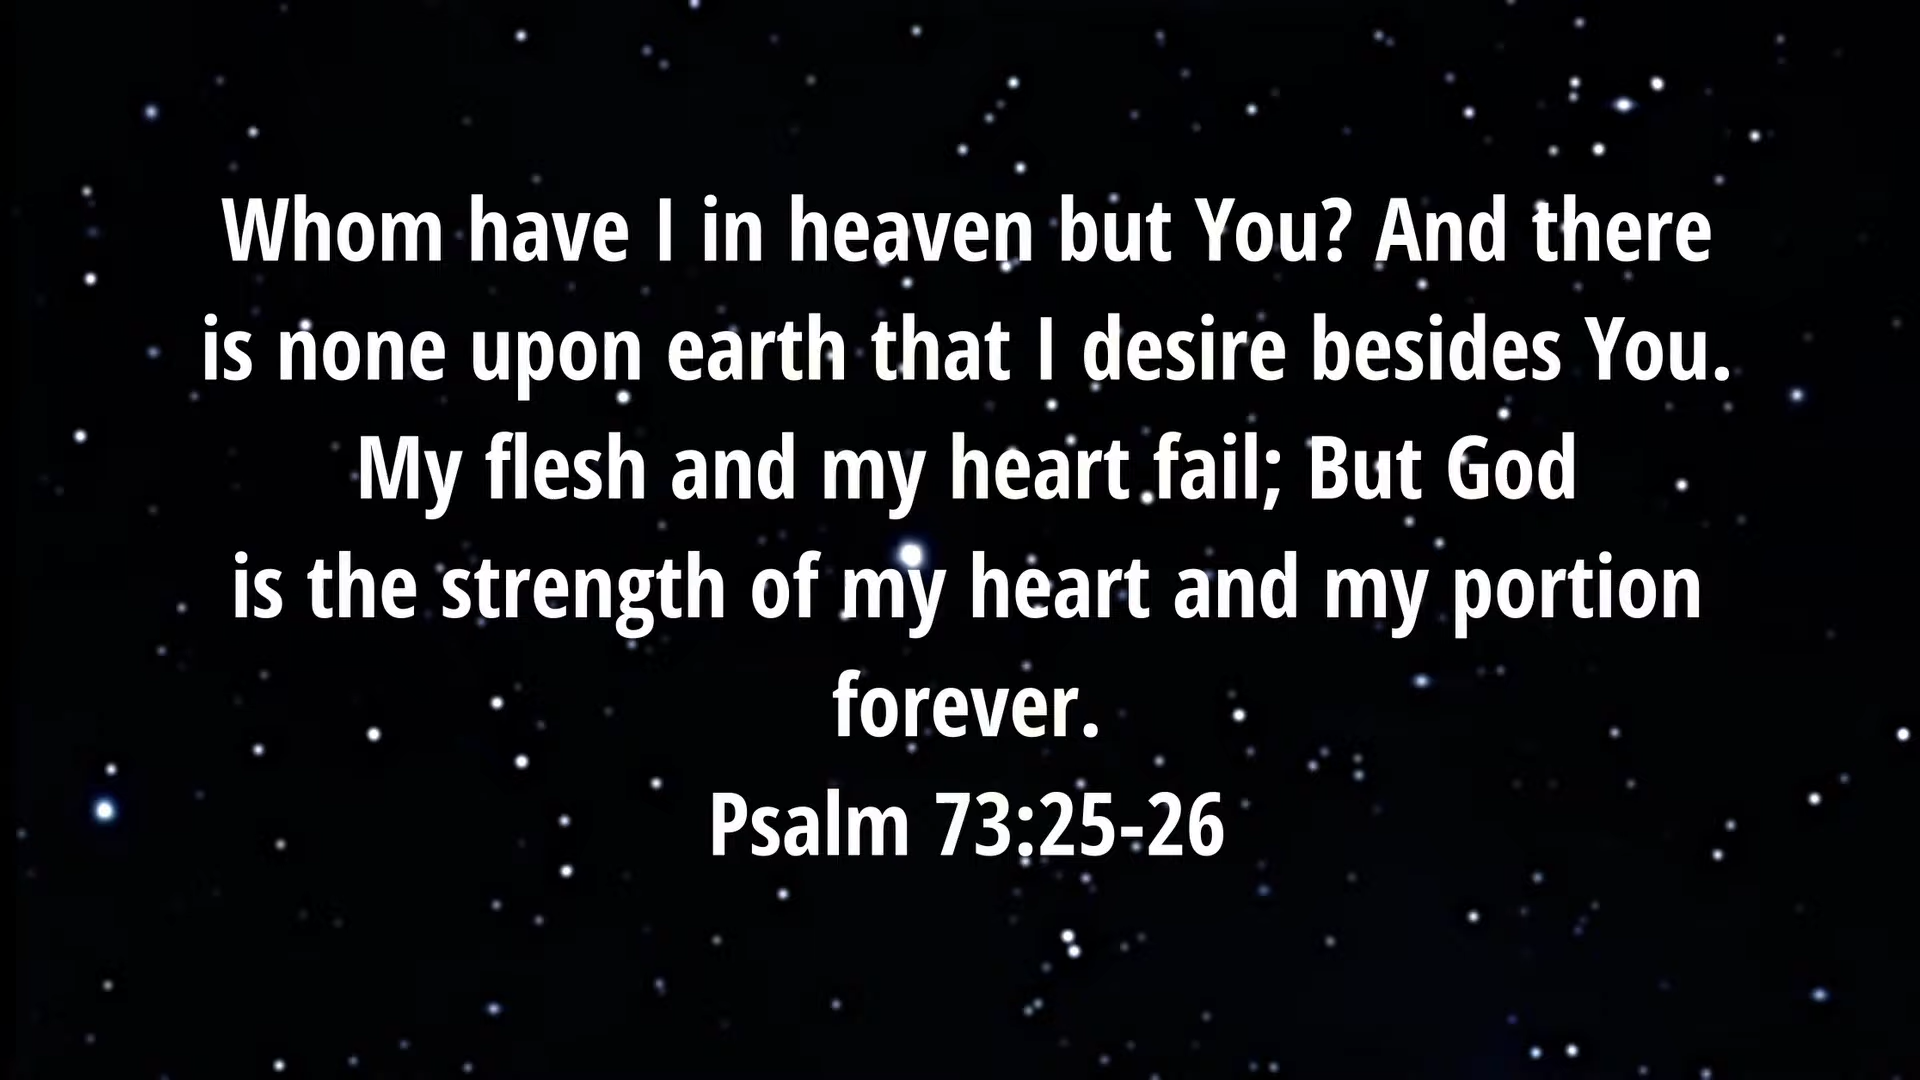 Whom have I in heaven but You? And there
is none upon earth that I desire besides You.
My flesh and my heart fail; But God
is the strength of my heart and my portion
forever.
Psalm 73:25-26